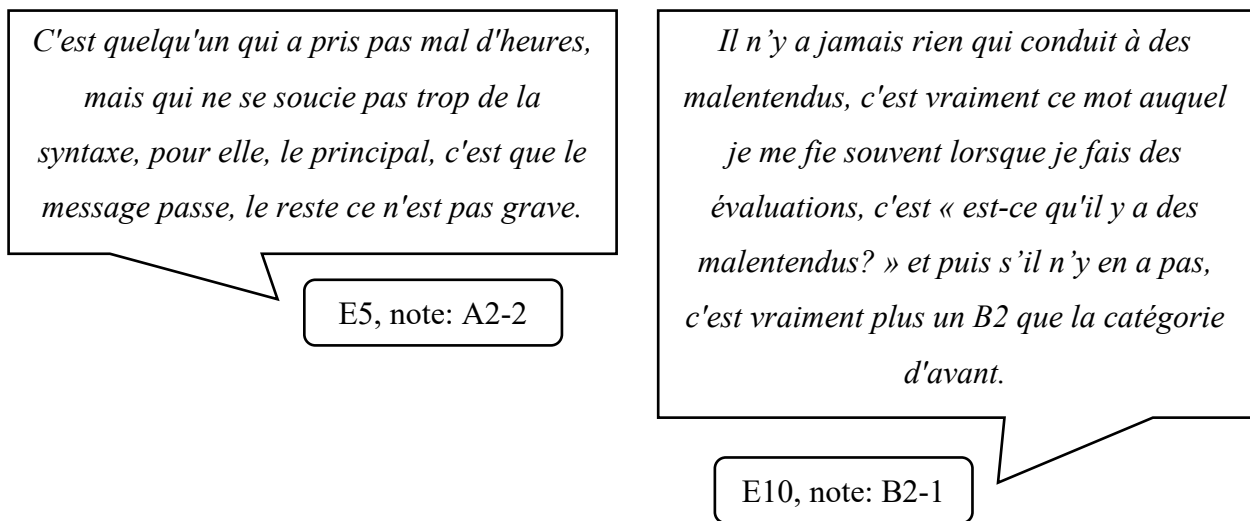 C'est quelqu'un qui a pris pas mal d'heures,
mais qui ne se soucie pas trop de la
syntaxe, pour elle, le principal, c'est que le
message passe, le reste ce n'est pas grave.
E5, note: A2-2
Il n’y a jamais rien qui conduit à des
malentendus, c'est vraiment ce mot auquel
je me fie souvent lorsque je fais des
évaluations, c'est « est-ce qu'il y a des
malentendus? » et puis s’il n’y en a pas,
c'est vraiment plus un B2 que la catégorie
d'avant.
E10, note: B2-1